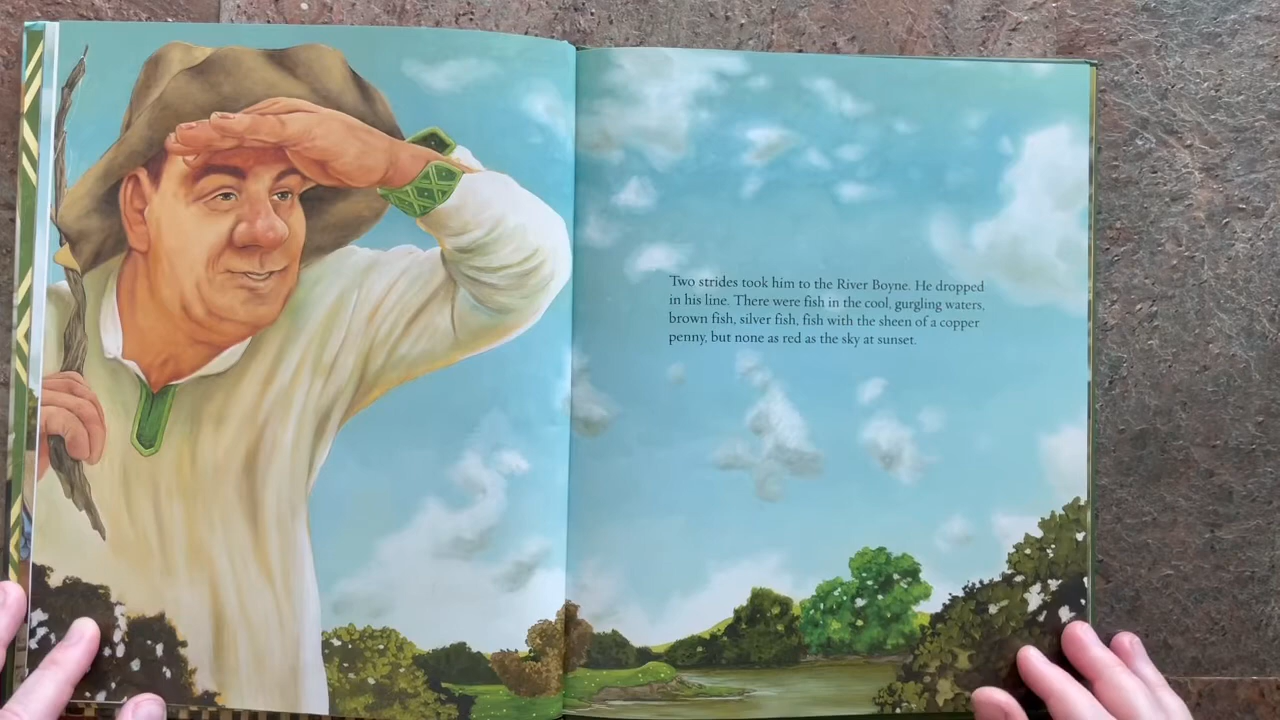 Two strides took him to the River Boyne. He dropped
in his line. There were fish in the cool, gurgling waters,
brown fish, silver fish, fish with the sheen of a copper
penny, but none as red as the sky at sunset.